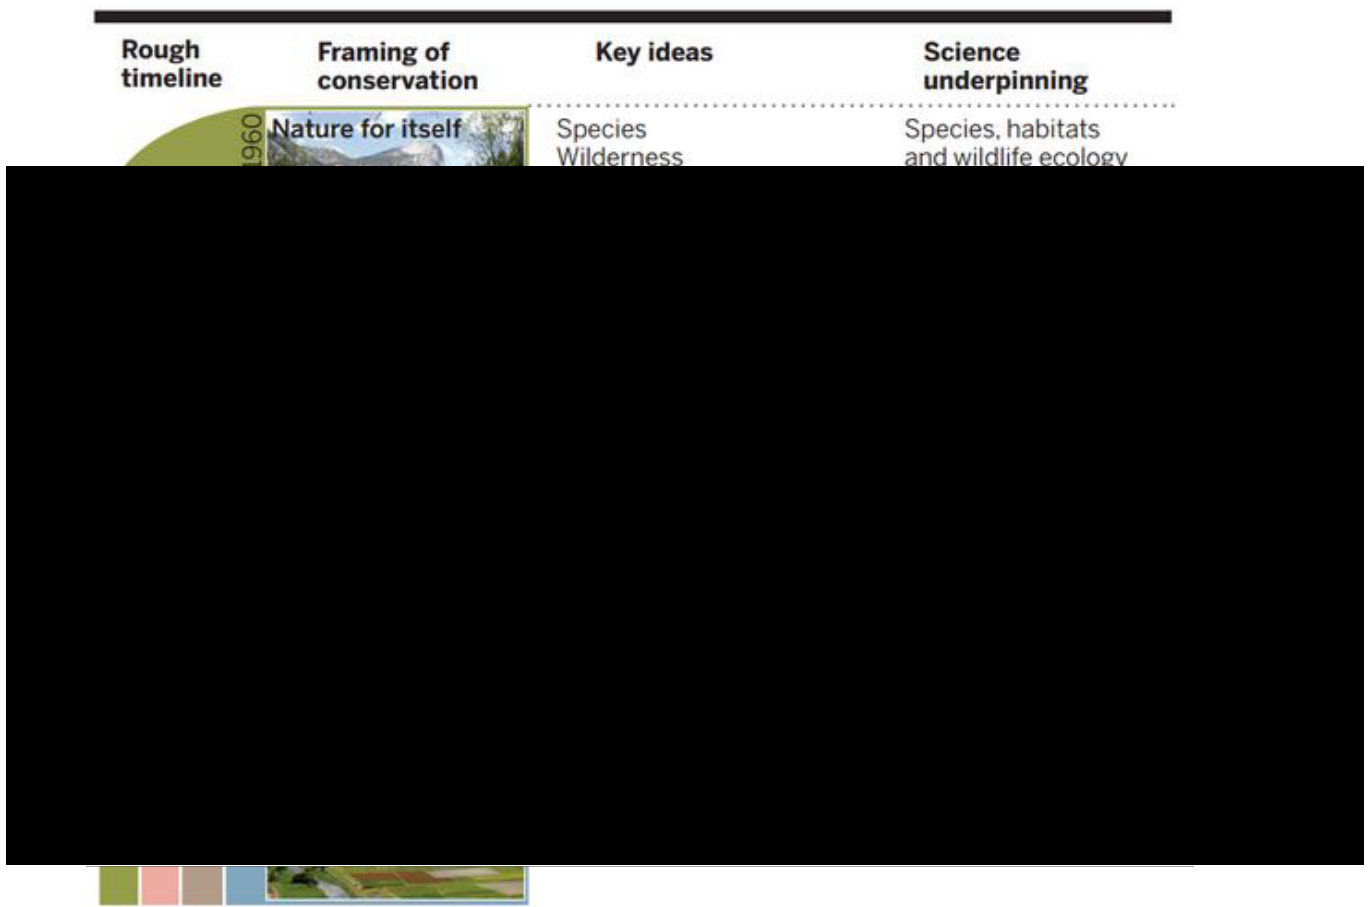 Rough
timeline
Framing of
conservation
Key ideas
Science
underpinning
1960
Nature for itself
Species
Wilderness
Species, habitats
and wildlife ecology